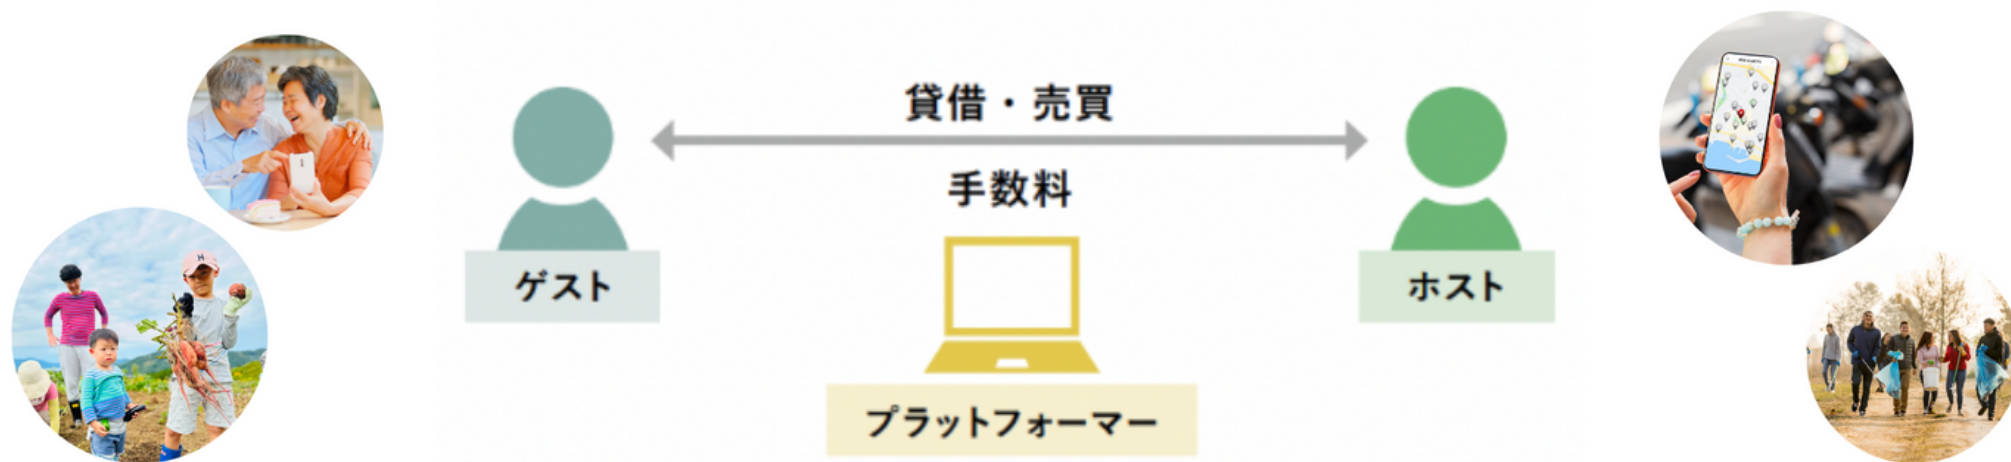 貸借・売買
手数料
ゲスト
ホスト
プラットフォーマー
H